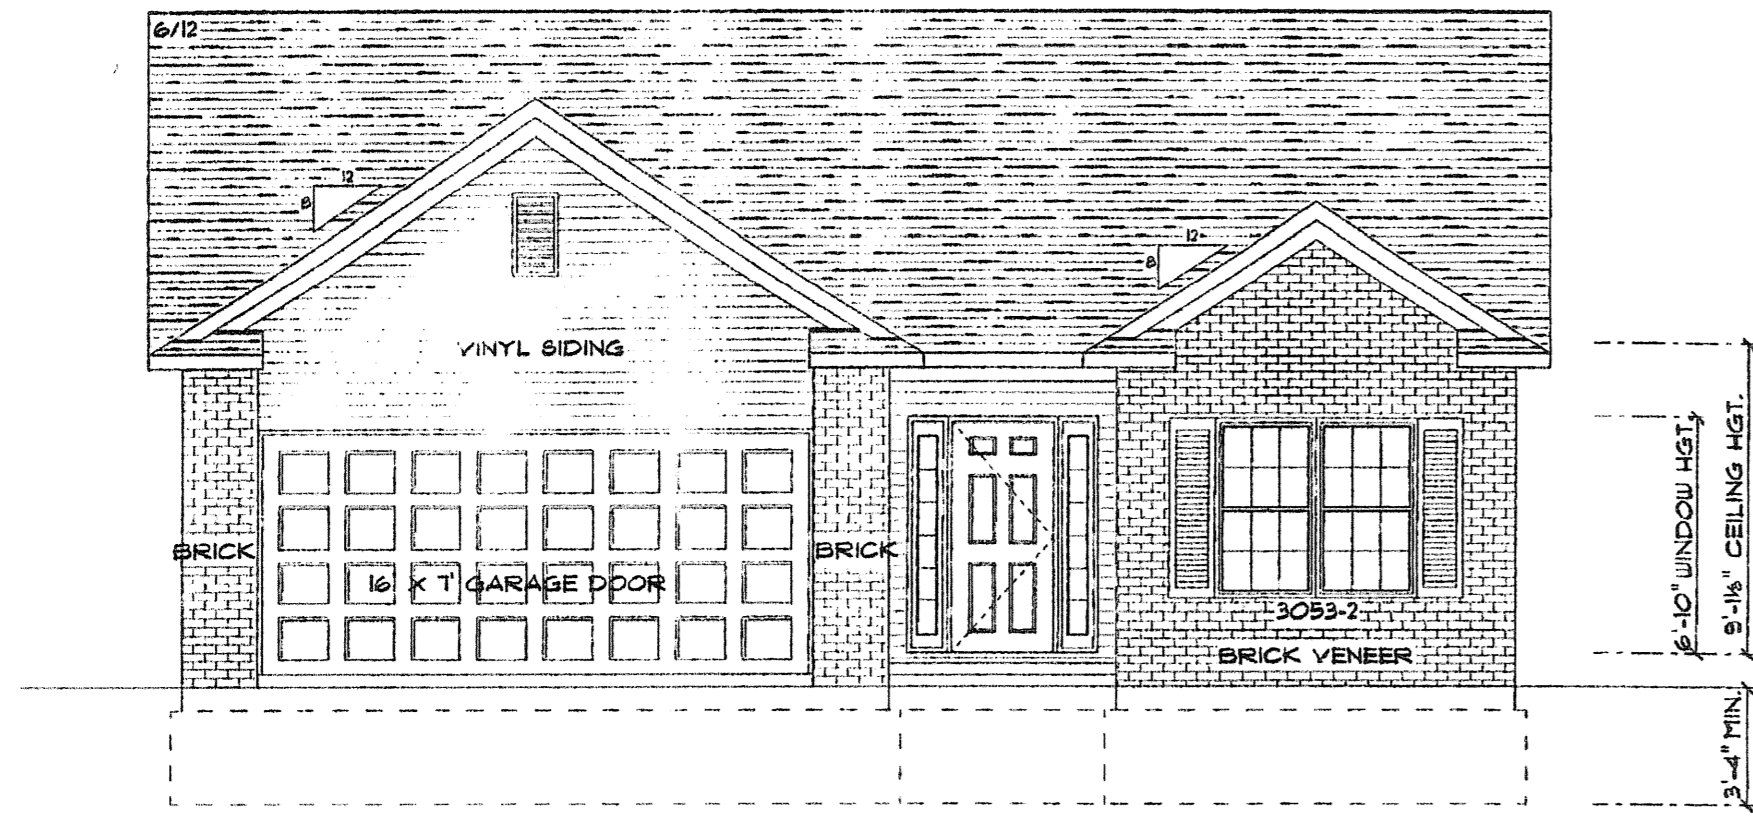 6/12
12
8
12
8
VINYL SIDING
BRICK
BRICK
16' X 7' GARAGE DOOR
3053-2
BRICK VENEER
6'-10" WINDOW HGT.
9'-1⅛" CEILING HGT.
3'-4" MIN.